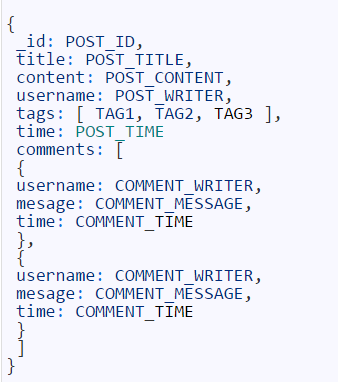 {
_id: POST_ID,
title: POST_TITLE,
content: POST_CONTENT,
username: POST_WRITER,
tags: [ TAG1, TAG2, TAG3 ],
time: POST_TIME
comments: [
{
username: COMMENT_WRITER,
mesage: COMMENT_MESSAGE,
time: COMMENT_TIME
},
{
username: COMMENT_WRITER,
mesage: COMMENT_MESSAGE,
time: COMMENT_TIME
}
]
}